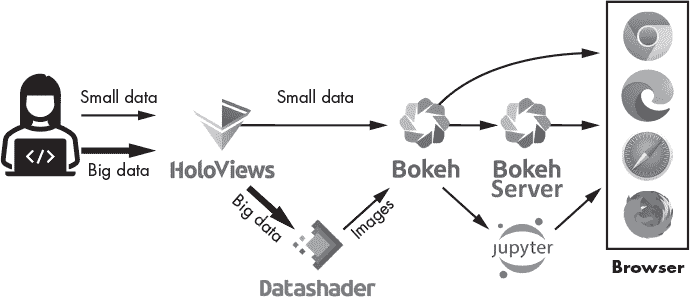 Small data
Big data
HoloViews
Small data
Big data
Datashader
Images
Bokeh
Bokeh
Server
jupyter
Browser